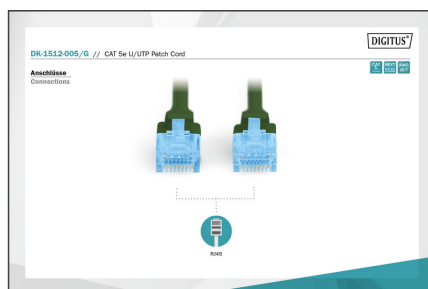 DIGITUS®
DK-1512-005/G // CAT 5e U/UTP Patch Cord
Anschlüsse
Connections
RJ45